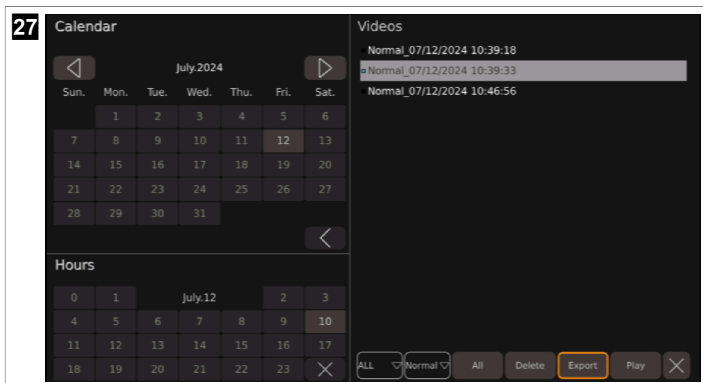 27
Calendar
July.2024
Sun. Mon. Tue. Wed. Thu. Fri. Sat.
1 2 3 4 5 6
7 8 9 10 11 12 13
14 15 16 17 18 19 20
21 22 23 24 25 26 27
28 29 30 31
Hours
0 1 July.12 2 3
4 5 6 7 8 9 10
11 12 13 14 15 16 17
18 19 20 21 22 23
Videos
Normal_07/12/2024 10:39:18
Normal_07/12/2024 10:39:33
Normal_07/12/2024 10:46:56
ALL Normal All Delete Export Play